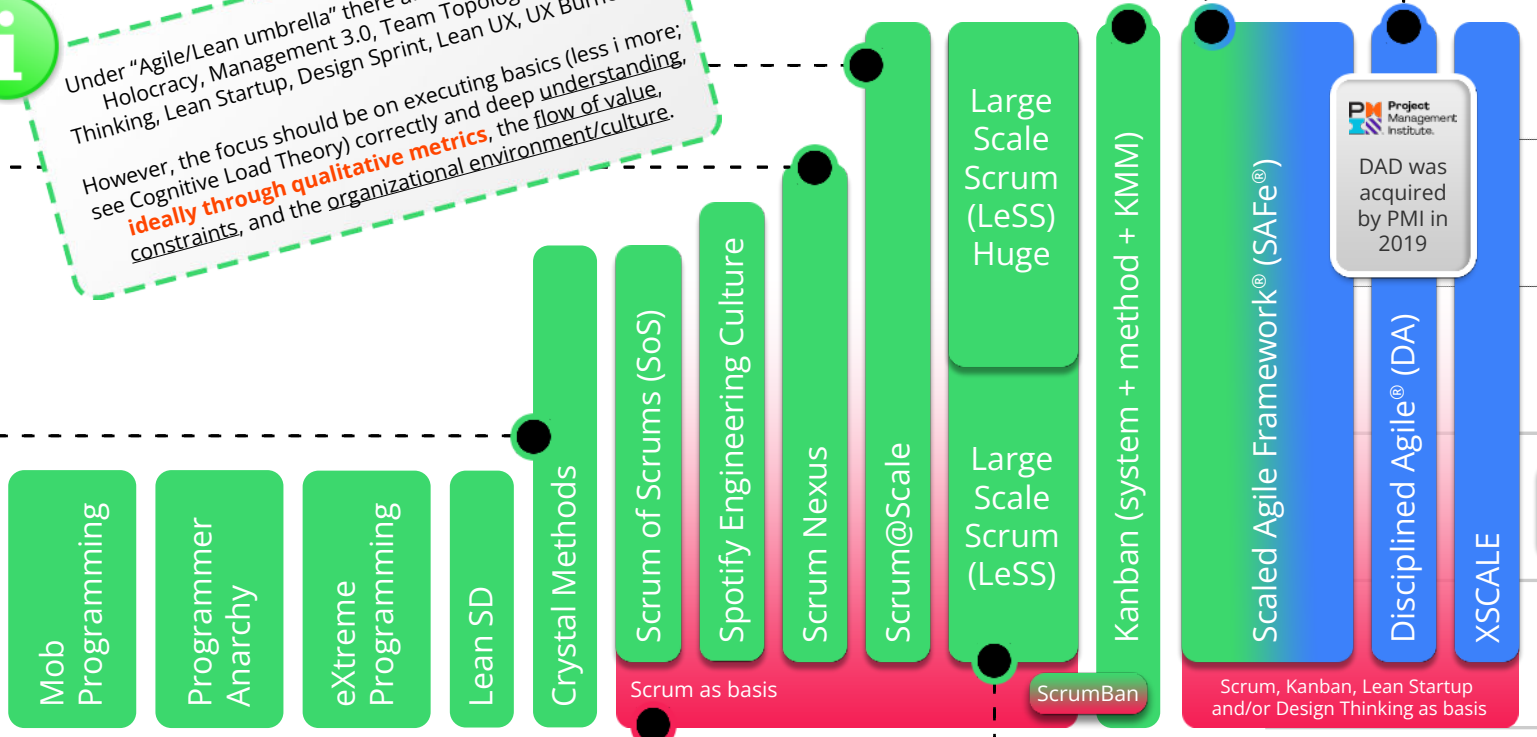 Under “Agile/Lean umbrella” there
Holocracy, Management 3.0, Team
Thinking, Lean Startup, Design Sprint, Lean UX, UX
However, the focus should be on executing basics (less i more;
see Cognitive Load Theory) correctly and deep understanding,
ideally through qualitative metrics, the flow of value,
constraints, and the organizational environment/culture.
Mob
Programming
Programmer
Anarchy
eXtreme
Programming
Lean SD
Crystal Methods
Scrum of Scrums (SoS)
Spotify Engineering Culture
Scrum Nexus
Scrum@Scale
Large
Scale
Scrum
(LeSS)
Huge
Large
Scale
Scrum
(LeSS)
Kanban (system + method + KMM)
Scaled Agile Framework® (SAFe®)
Project
Management
Institute.
DAD was
acquired
by PMI in
2019
Disciplined Agile® (DA)
XSCALE
Scrum as basis
ScrumBan
Scrum, Kanban, Lean Startup
and/or Design Thinking as basis